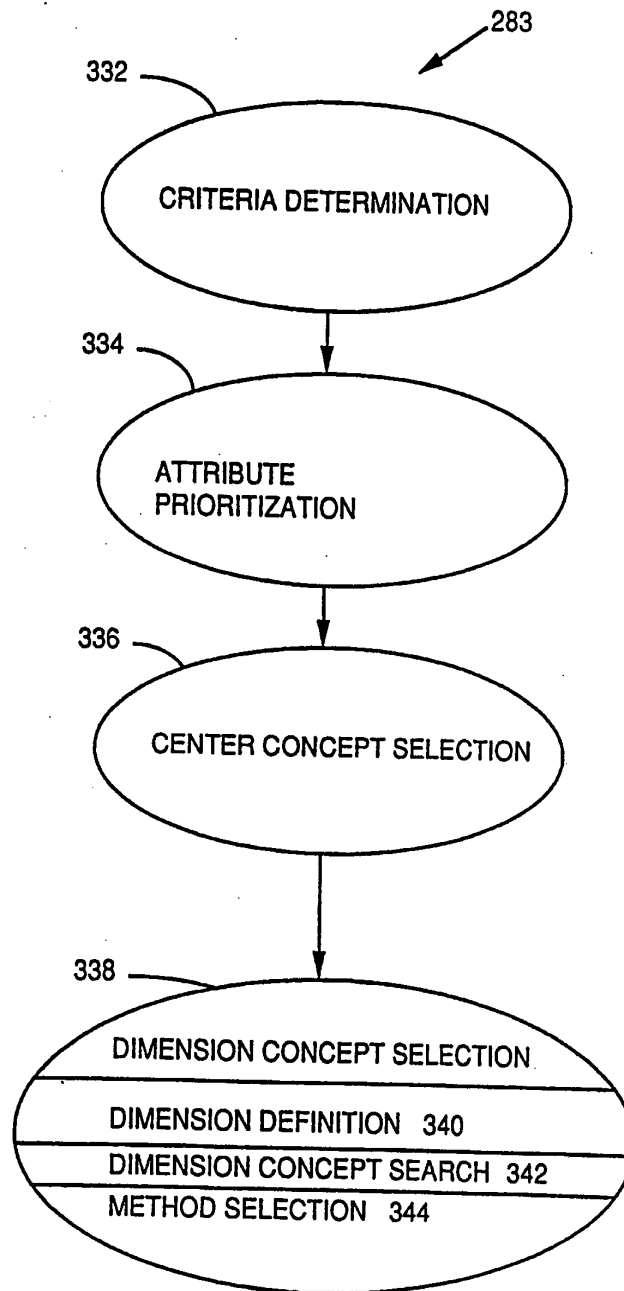 283
332
CRITERIA DETERMINATION
334
ATTRIBUTE
PRIORITIZATION
336
CENTER CONCEPT SELECTION
338
DIMENSION CONCEPT SELECTION
DIMENSION DEFINITION 340
DIMENSION CONCEPT SEARCH 342
METHOD SELECTION 344